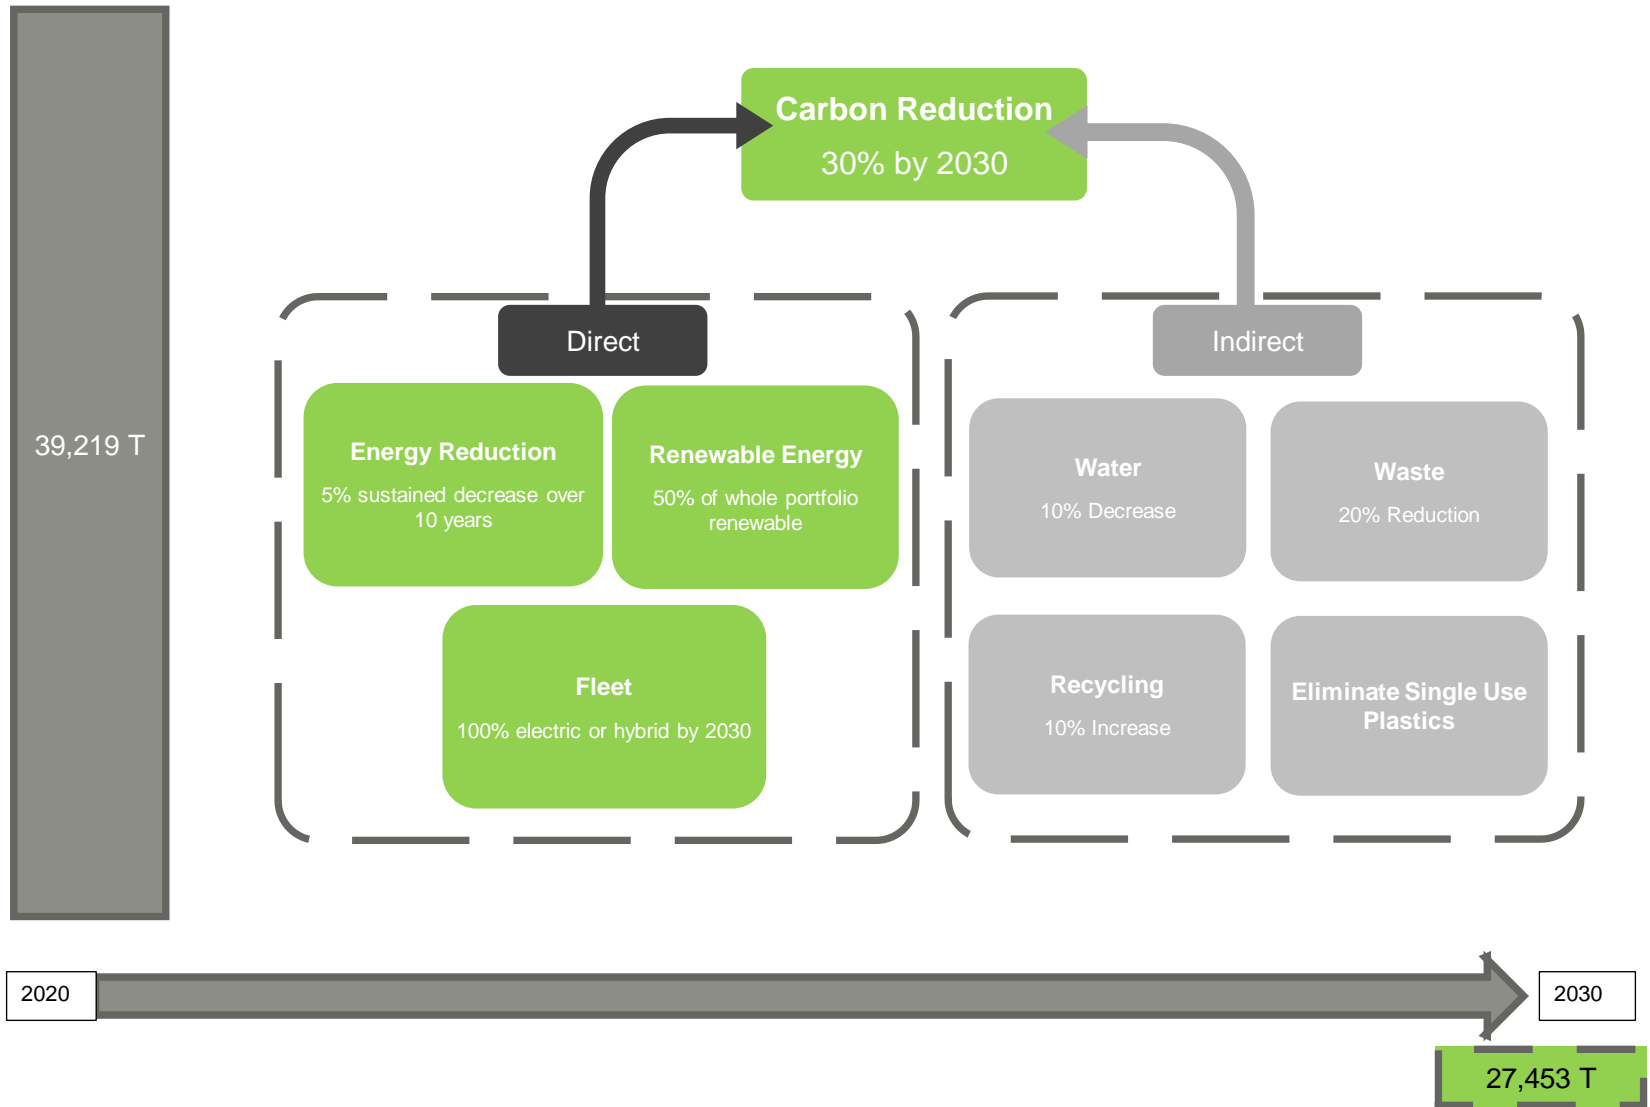 Carbon Reduction
30% by 2030
Direct
Indirect
39,219 T
Energy Reduction
5% sustained decrease over
10 years
Renewable Energy
50% of whole portfolio
renewable
Fleet
100% electric or hybrid by 2030
Water
10% Decrease
Waste
20% Reduction
Recycling
10% Increase
Eliminate Single Use
Plastics
2020
2030
27,453 T